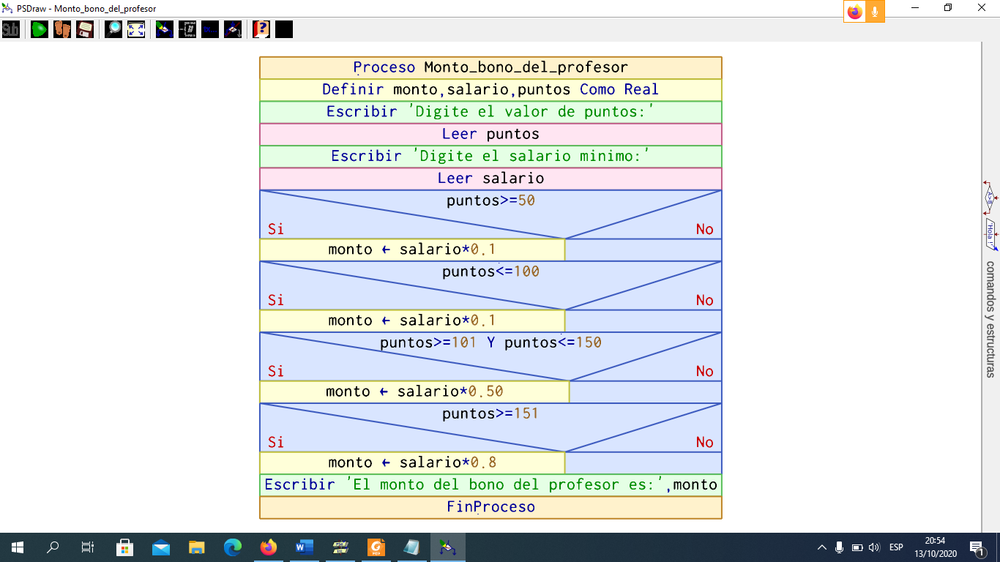 PSDraw - Monto_bono_del_profesor
Sub
Proceso Monto_bono_del_profesor
Definir monto,salario,puntos Como Real
Escribir 'Digite el valor de puntos:'
Leer puntos
Escribir 'Digite el salario minimo:'
Leer salario
puntos>=50
Si
No
monto ← salario*0.1
puntos<=100
Si
No
monto ← salario*0.1
puntos>=101 Y puntos<=150
Si
No
monto ← salario*0.50
puntos>=151
Si
No
monto ← salario*0.8
Escribir 'El monto del bono del profesor es:',monto
FinProceso
A>B
"Hola !"
comandos y estructuras
ESP
20:54
13/10/2020
1